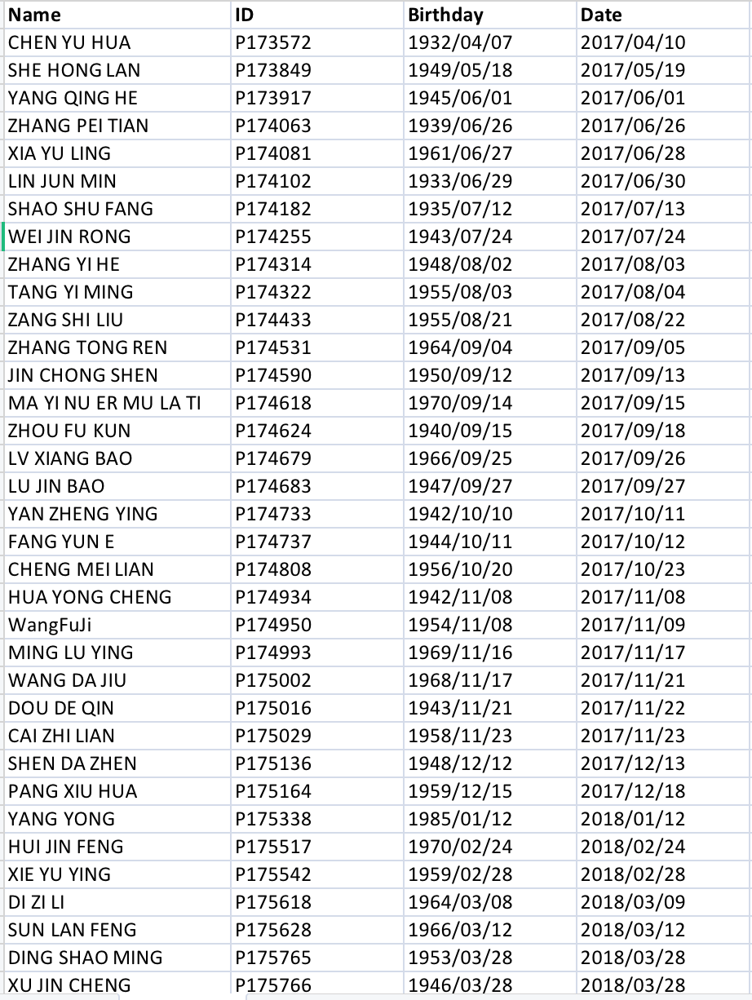 Name ID Birthday Date
CHEN YU HUA P173572 1932/04/07 2017/04/10
SHE HONG LAN P173849 1949/05/18 2017/05/19
YANG QING HE P173917 1945/06/01 2017/06/01
ZHANG PEI TIAN P174063 1939/06/26 2017/06/26
XIA YU LING P174081 1961/06/27 2017/06/28
LIN JUN MIN P174102 1933/06/29 2017/06/30
SHAO SHU FANG P174182 1935/07/12 2017/07/13
WEI JIN RONG P174255 1943/07/24 2017/07/24
ZHANG YI HE P174314 1948/08/02 2017/08/03
TANG YI MING P174322 1955/08/03 2017/08/04
ZANG SHI LIU P174433 1955/08/21 2017/08/22
ZHANG TONG REN P174531 1964/09/04 2017/09/05
JIN CHONG SHEN P174590 1950/09/12 2017/09/13
MA YI NU ER MU LA TI P174618 1970/09/14 2017/09/15
ZHOU FU KUN P174624 1940/09/15 2017/09/18
LV XIANG BAO P174679 1966/09/25 2017/09/26
LU JIN BAO P174683 1947/09/27 2017/09/27
YAN ZHENG YING P174733 1942/10/10 2017/10/11
FANG YUN E P174737 1944/10/11 2017/10/12
CHENG MEI LIAN P174808 1956/10/20 2017/10/23
HUA YONG CHENG P174934 1942/11/08 2017/11/08
WangFuJi P174950 1954/11/08 2017/11/09
MING LU YING P174993 1969/11/16 2017/11/17
WANG DA JIU P175002 1968/11/17 2017/11/21
DOU DE QIN P175016 1943/11/21 2017/11/22
CAI ZHI LIAN P175029 1958/11/23 2017/11/23
SHEN DA ZHEN P175136 1948/12/12 2017/12/13
PANG XIU HUA P175164 1959/12/15 2017/12/18
YANG YONG P175338 1985/01/12 2018/01/12
HUI JIN FENG P175517 1970/02/24 2018/02/24
XIE YU YING P175542 1959/02/28 2018/02/28
DI ZI LI P175618 1964/03/08 2018/03/09
SUN LAN FENG P175628 1966/03/12 2018/03/12
DING SHAO MING P175765 1953/03/28 2018/03/28
XU JIN CHENG P175766 1946/03/28 2018/03/28